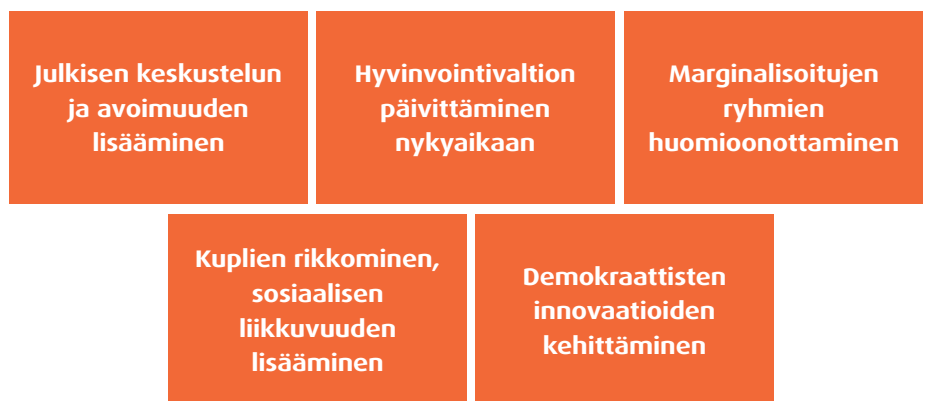 Julkisen keskustelun
ja avoimuuden
lisääminen
Hyvinvointivaltion
päivittäminen
nykyaikaan
Marginalisoitujen
ryhmien
huomioonottaminen
Kuplien rikkominen,
sosiaalisen
liikkuvuuden
lisääminen
Demokraattisten
innovaatioiden
kehittäminen